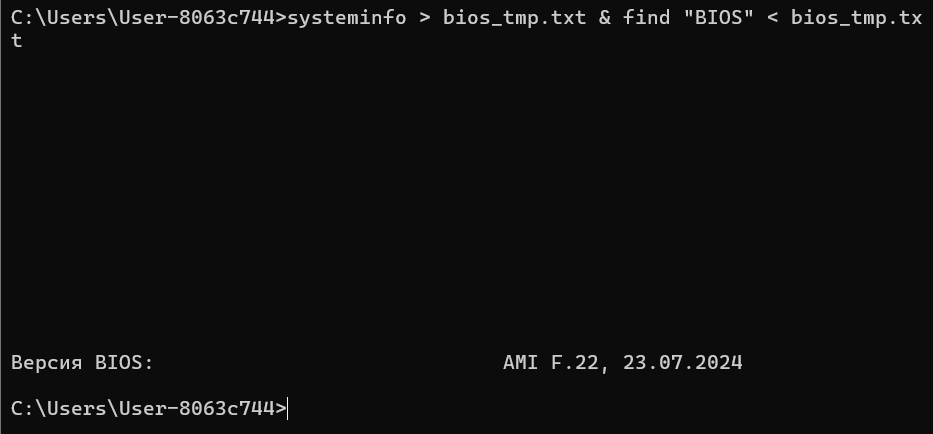 C:\Users\User-8063c744>systeminfo > bios_tmp.txt & find "BIOS" < bios_tmp.tx
t
Версия BIOS:                                         AMI F.22, 23.07.2024
C:\Users\User-8063c744>